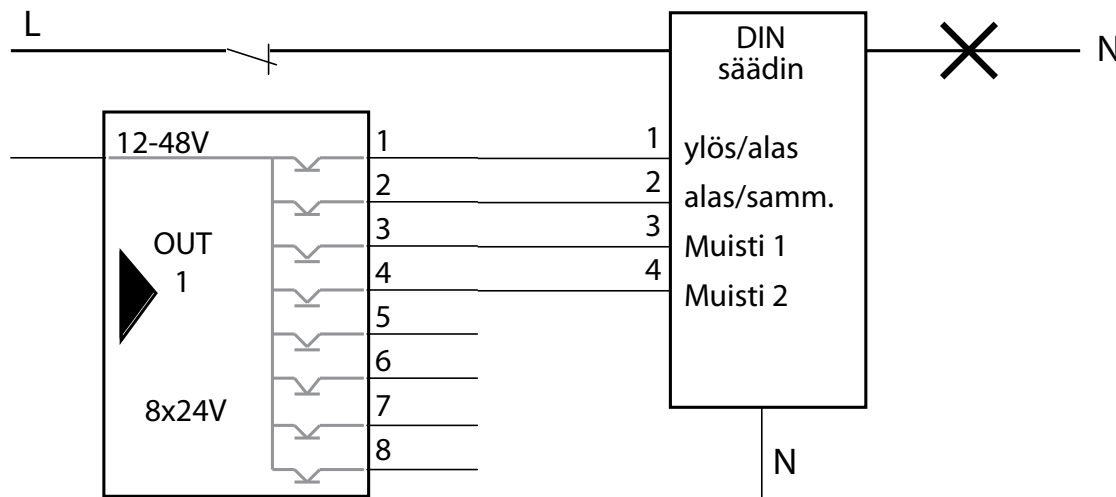 L
DIN
säädin
N
12-48V
1
1
ylös/alas
2
2
alas/samm.
OUT
1
3
3
Muisti 1
4
4
Muisti 2
5
6
8x24V
7
8
N